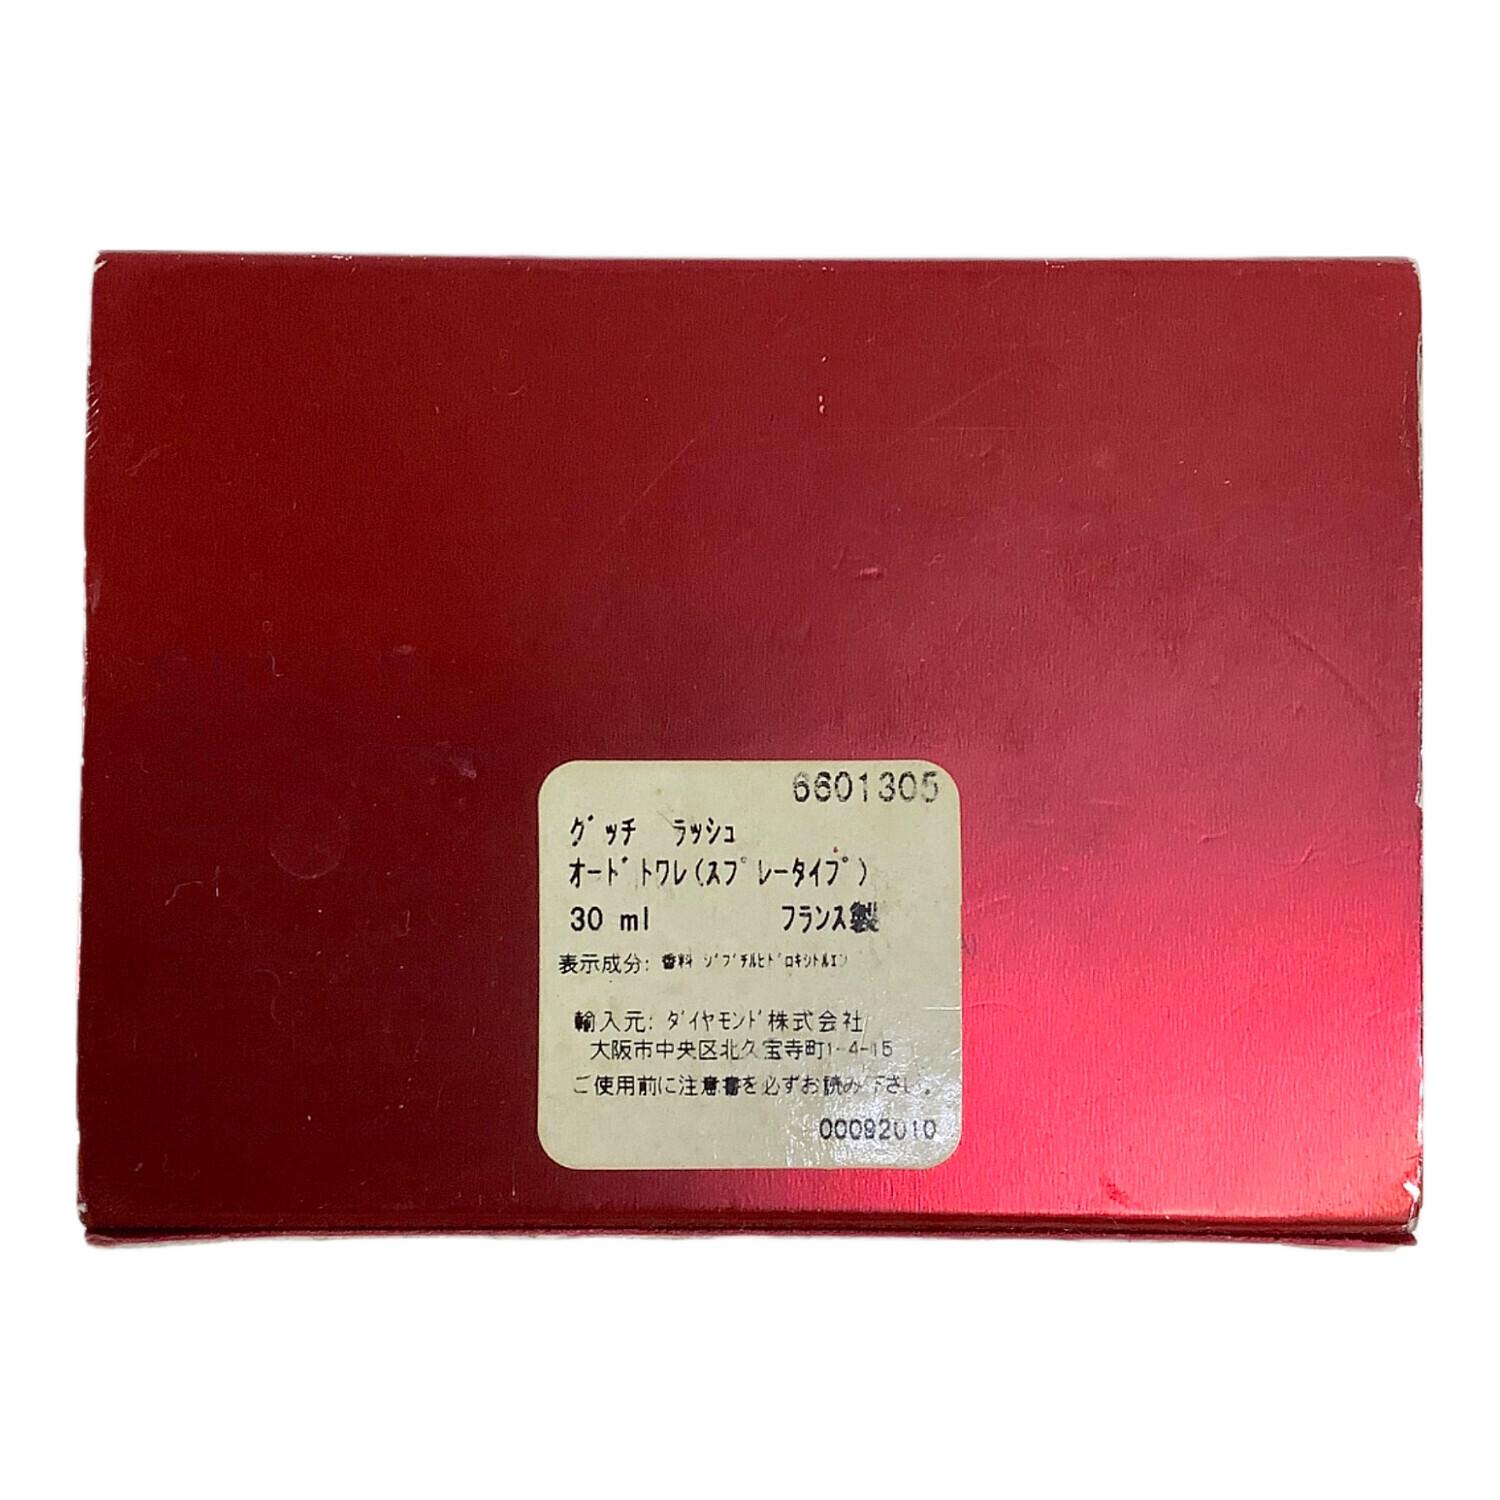 6601305
ｸﾞｯﾁ　ﾗｯｼｭ
ｵｰﾄﾞﾄﾜﾚ(ｽﾌﾟﾚｰﾀｲﾌﾟ)
30 ml　ﾌﾗﾝｽ製
表示成分: 香料 ｼﾞﾌﾞﾁﾙﾋﾄﾞﾛｷｼﾄﾙｴﾝ
輸入元: ﾀﾞｲﾔﾓﾝﾄﾞ株式会社
大阪市中央区北久宝寺町1-4-15
ご使用前に注意書を必ずお読み下さい。
00092010